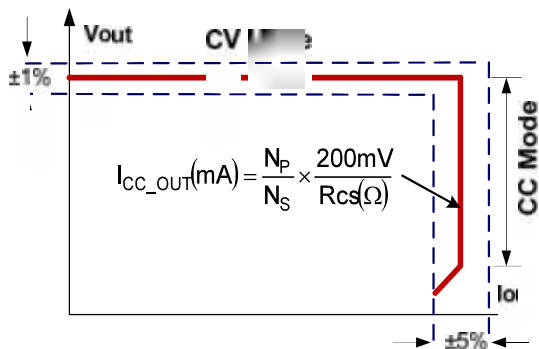 Vout
CV
±1%
I_CC_OUT(mA) = N_P/N_S × 200mV/Rcs(Ω)
CC Mode
±5%